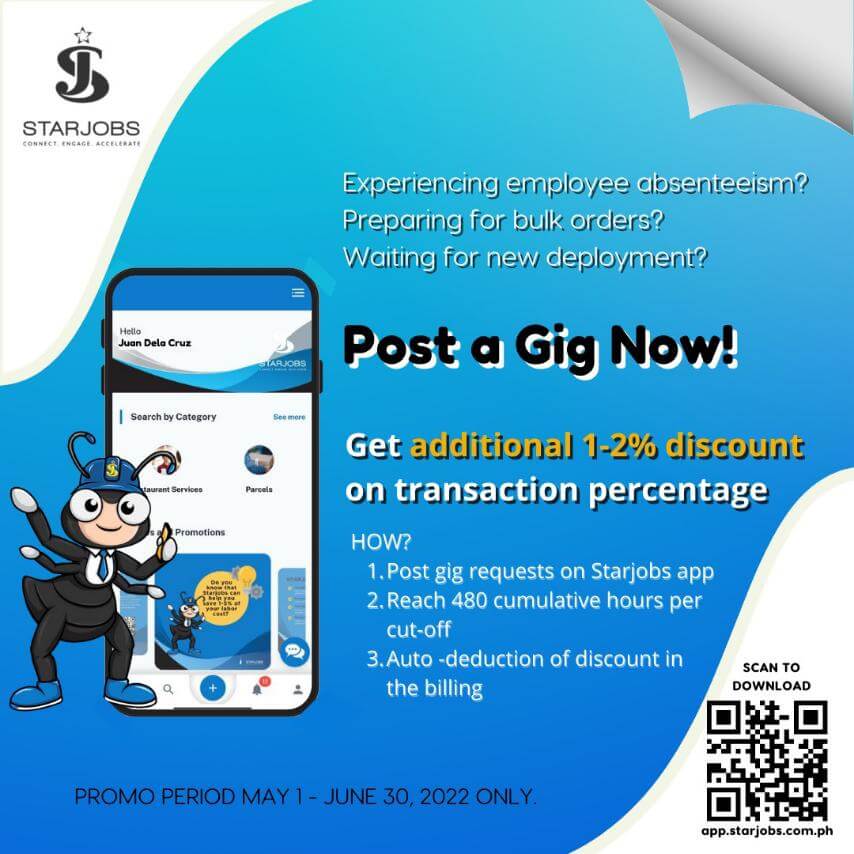 STARJOBS
CONNECT. ENGAGE. ACCELERATE
Experiencing employee absenteeism?
Preparing for bulk orders?
Waiting for new deployment?
Post a Gig Now!
Get additional 1-2% discount
on transaction percentage
HOW?
1. Post gig requests on Starjobs app
2. Reach 480 cumulative hours per
cut-off
3. Auto -deduction of discount in
the billing
Hello
Juan Dela Cruz
STARJOBS
Search by Category
See more
Services
Parcels
Promotions
Do you
know that
Starjobs can
help you
save 1-5% of
your labor
cost?
STARJOBS
SCAN TO
DOWNLOAD
app.starjobs.com.ph
PROMO PERIOD MAY 1 - JUNE 30, 2022 ONLY.